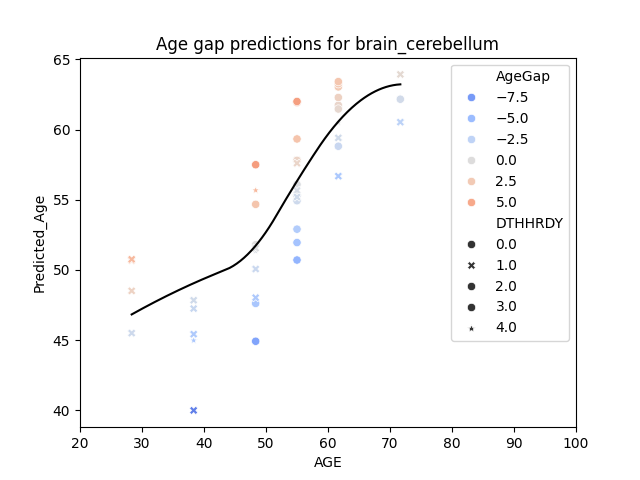 Age gap predictions for brain_cerebellum
65
60
55
50
45
40
Predicted_Age
20 30 40 50 60 70 80 90 100
AGE
AgeGap
−7.5
−5.0
−2.5
0.0
2.5
5.0
DTHHRDY
0.0
1.0
2.0
3.0
4.0